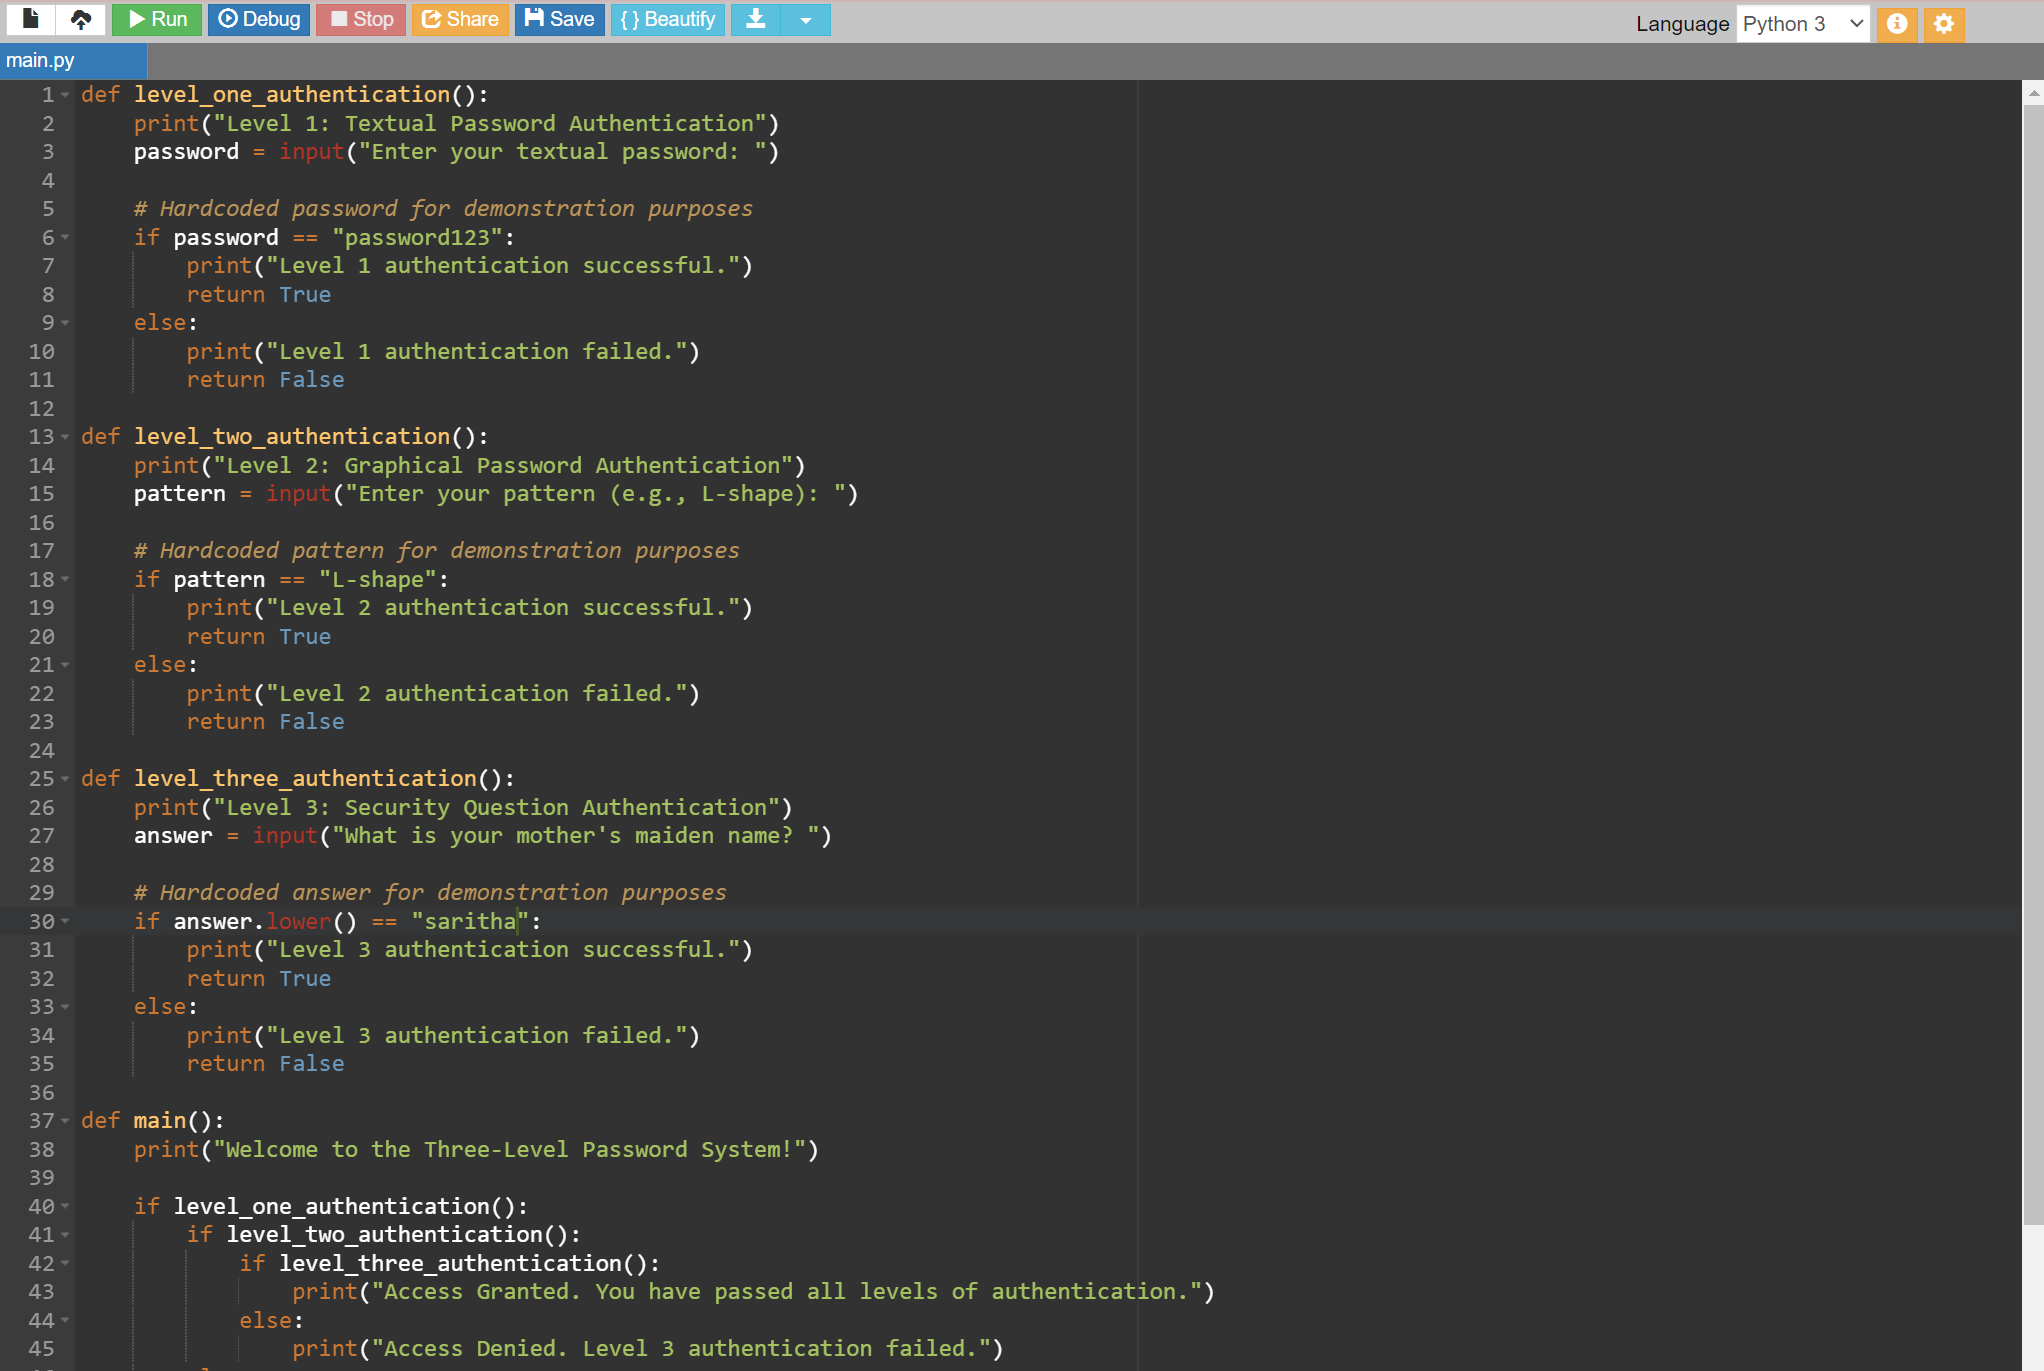 Run Debug Stop Share Save { } Beautify Language Python 3
main.py
1 def level_one_authentication():
2     print("Level 1: Textual Password Authentication")
3     password = input("Enter your textual password: ")
4
5     # Hardcoded password for demonstration purposes
6     if password == "password123":
7         print("Level 1 authentication successful.")
8         return True
9     else:
10         print("Level 1 authentication failed.")
11         return False
12
13 def level_two_authentication():
14     print("Level 2: Graphical Password Authentication")
15     pattern = input("Enter your pattern (e.g., L-shape): ")
16
17     # Hardcoded pattern for demonstration purposes
18     if pattern == "L-shape":
19         print("Level 2 authentication successful.")
20         return True
21     else:
22         print("Level 2 authentication failed.")
23         return False
24
25 def level_three_authentication():
26     print("Level 3: Security Question Authentication")
27     answer = input("What is your mother's maiden name? ")
28
29     # Hardcoded answer for demonstration purposes
30     if answer.lower() == "saritha":
31         print("Level 3 authentication successful.")
32         return True
33     else:
34         print("Level 3 authentication failed.")
35         return False
36
37 def main():
38     print("Welcome to the Three-Level Password System!")
39
40     if level_one_authentication():
41         if level_two_authentication():
42             if level_three_authentication():
43                 print("Access Granted. You have passed all levels of authentication.")
44             else:
45                 print("Access Denied. Level 3 authentication failed.")